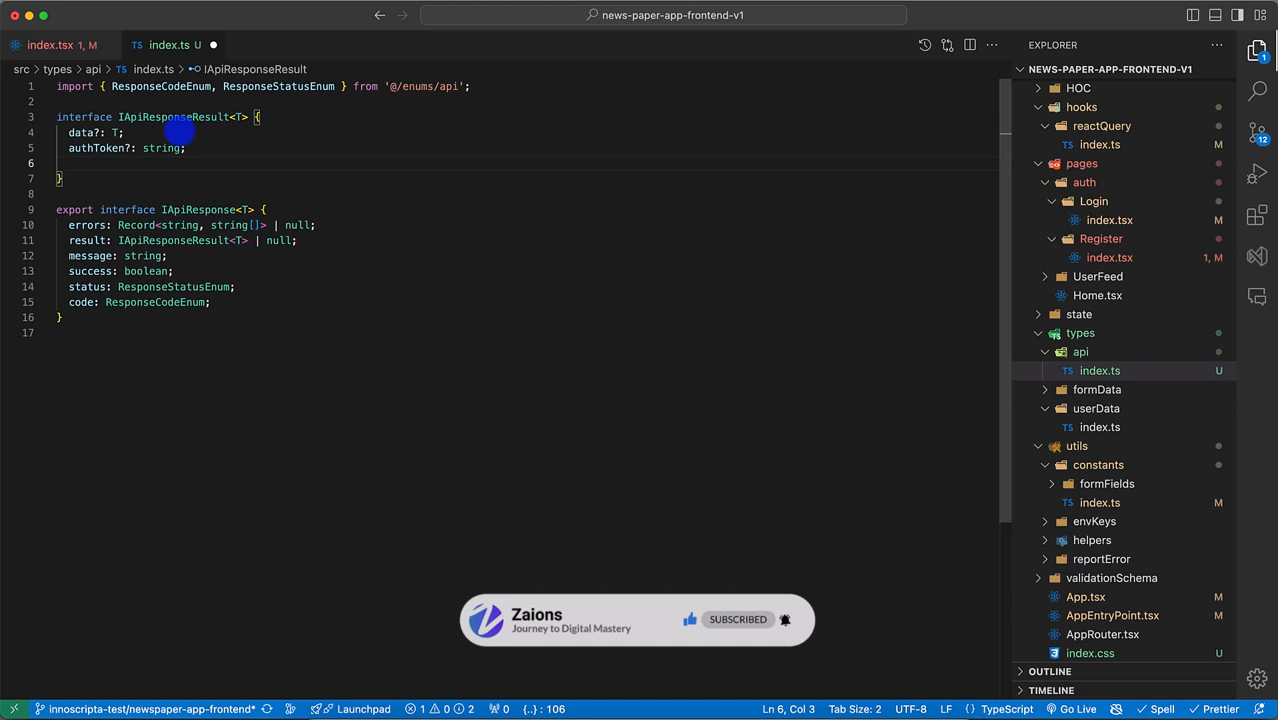 news-paper-app-frontend-v1
index.tsx 1, M
TS index.ts U
EXPLORER
src > types > api > TS index.ts > IApiResponseResult
1 import { ResponseCodeEnum, ResponseStatusEnum } from '@/enums/api';
2
3 interface IApiResponseResult<T> {
4 data?: T;
5 authToken?: string;
6
7 }
8
9 export interface IApiResponse<T> {
10 errors: Record<string, string[]> | null;
11 result: IApiResponseResult<T> | null;
12 message: string;
13 success: boolean;
14 status: ResponseStatusEnum;
15 code: ResponseCodeEnum;
16 }
17
NEWS-PAPER-APP-FRONTEND-V1
HOC
hooks
reactQuery
TS index.ts M
pages
auth
Login
index.tsx M
Register
index.tsx 1, M
UserFeed
Home.tsx
state
types
api
TS index.ts U
formData
userData
TS index.ts
utils
constants
formFields
TS index.ts M
envKeys
helpers
reportError
validationSchema
App.tsx M
AppEntryPoint.tsx M
AppRouter.tsx
index.css U
OUTLINE
TIMELINE
1
12
Zaions
Journey to Digital Mastery
SUBSCRIBED
innoscripta-test/newspaper-app-frontend* Launchpad 1 0 2 0 {..} : 106 Ln 6, Col 3 Tab Size: 2 UTF-8 LF TypeScript Go Live Spell Prettier